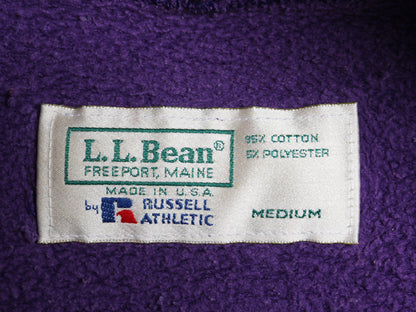 L.L.Bean®
FREEPORT, MAINE
MADE IN U.S.A.
by R RUSSELL
ATHLETIC
95% COTTON
5% POLYESTER
MEDIUM